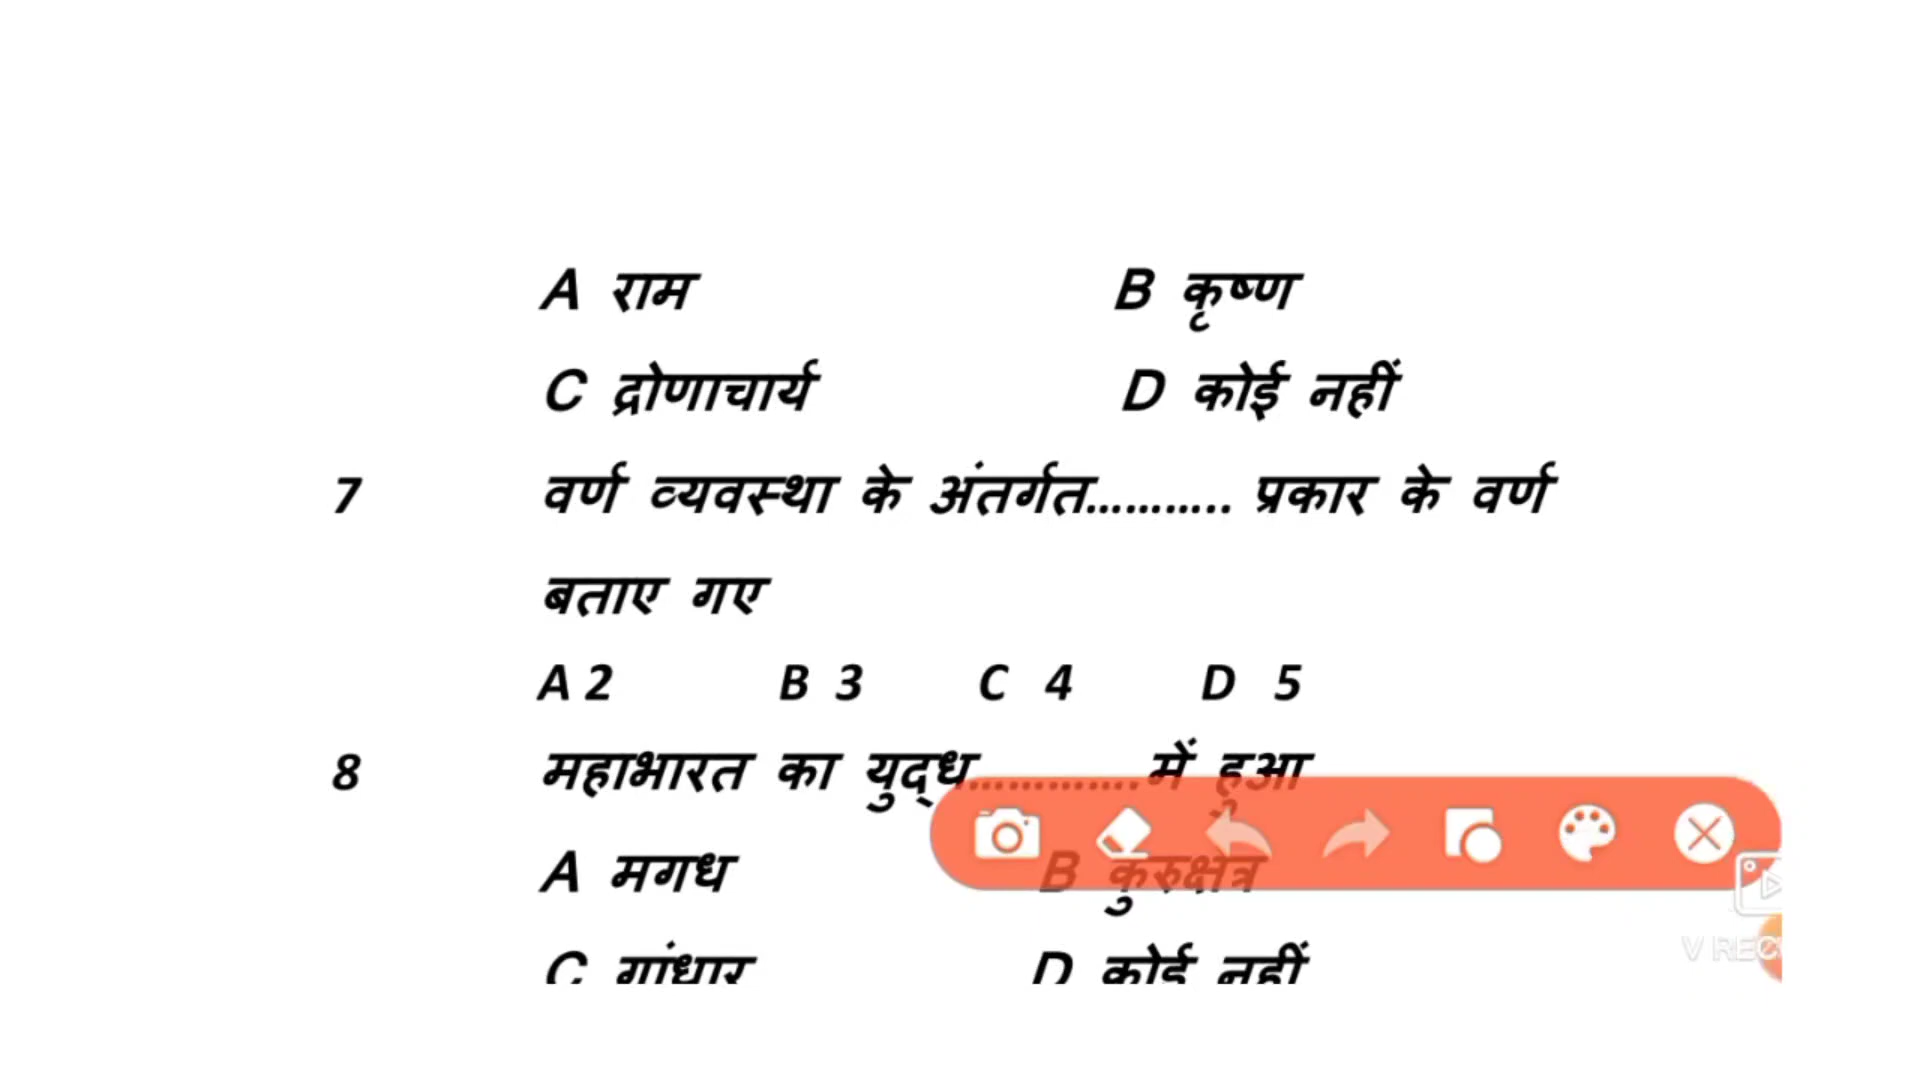 A राम B कृष्ण
C द्रोणाचार्य D कोई नहीं
7 वर्ण व्यवस्था के अंतर्गत……….. प्रकार के वर्ण
बताए गए
A 2 B 3 C 4 D 5
8 महाभारत का युद्ध………….में हुआ
A मगध B कुरुक्षेत्र
C गांधार D कोई नहीं
V REC